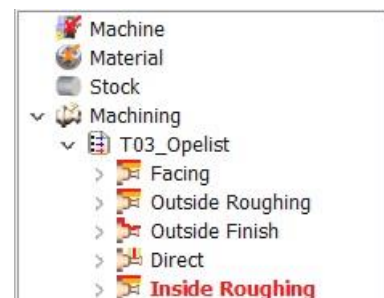 Machine
Material
Stock
Machining
T03_Opelist
Facing
Outside Roughing
Outside Finish
Direct
Inside Roughing